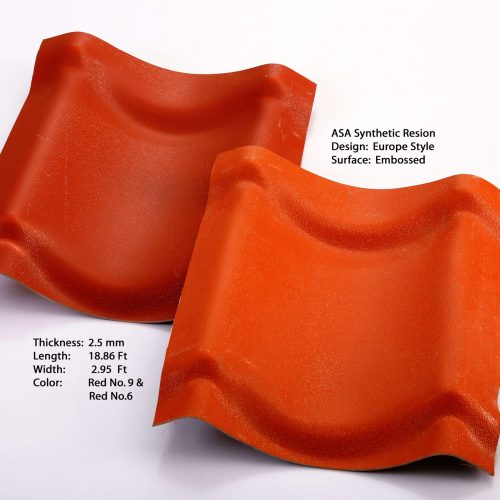 ASA Synthetic Resion
Design: Europe Style
Surface: Embossed
Thickness: 2.5 mm
Length: 18.86 Ft
Width: 2.95 Ft
Color: Red No.9 &
Red No.6